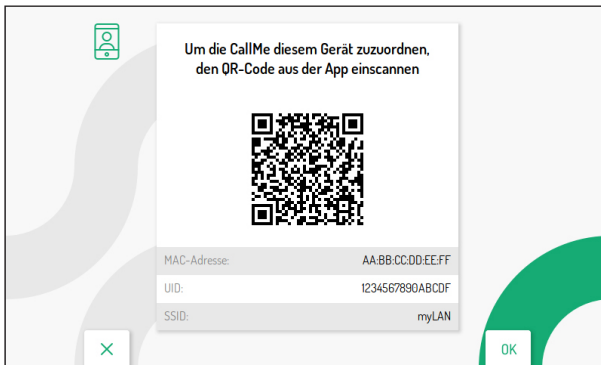 Um die CallMe diesem Gerät zuzuordnen,
den QR-Code aus der App einscannen
MAC-Adresse: AA:BB:CC:DD:EE:FF
UID: 1234567890ABCDF
SSID: myLAN
OK